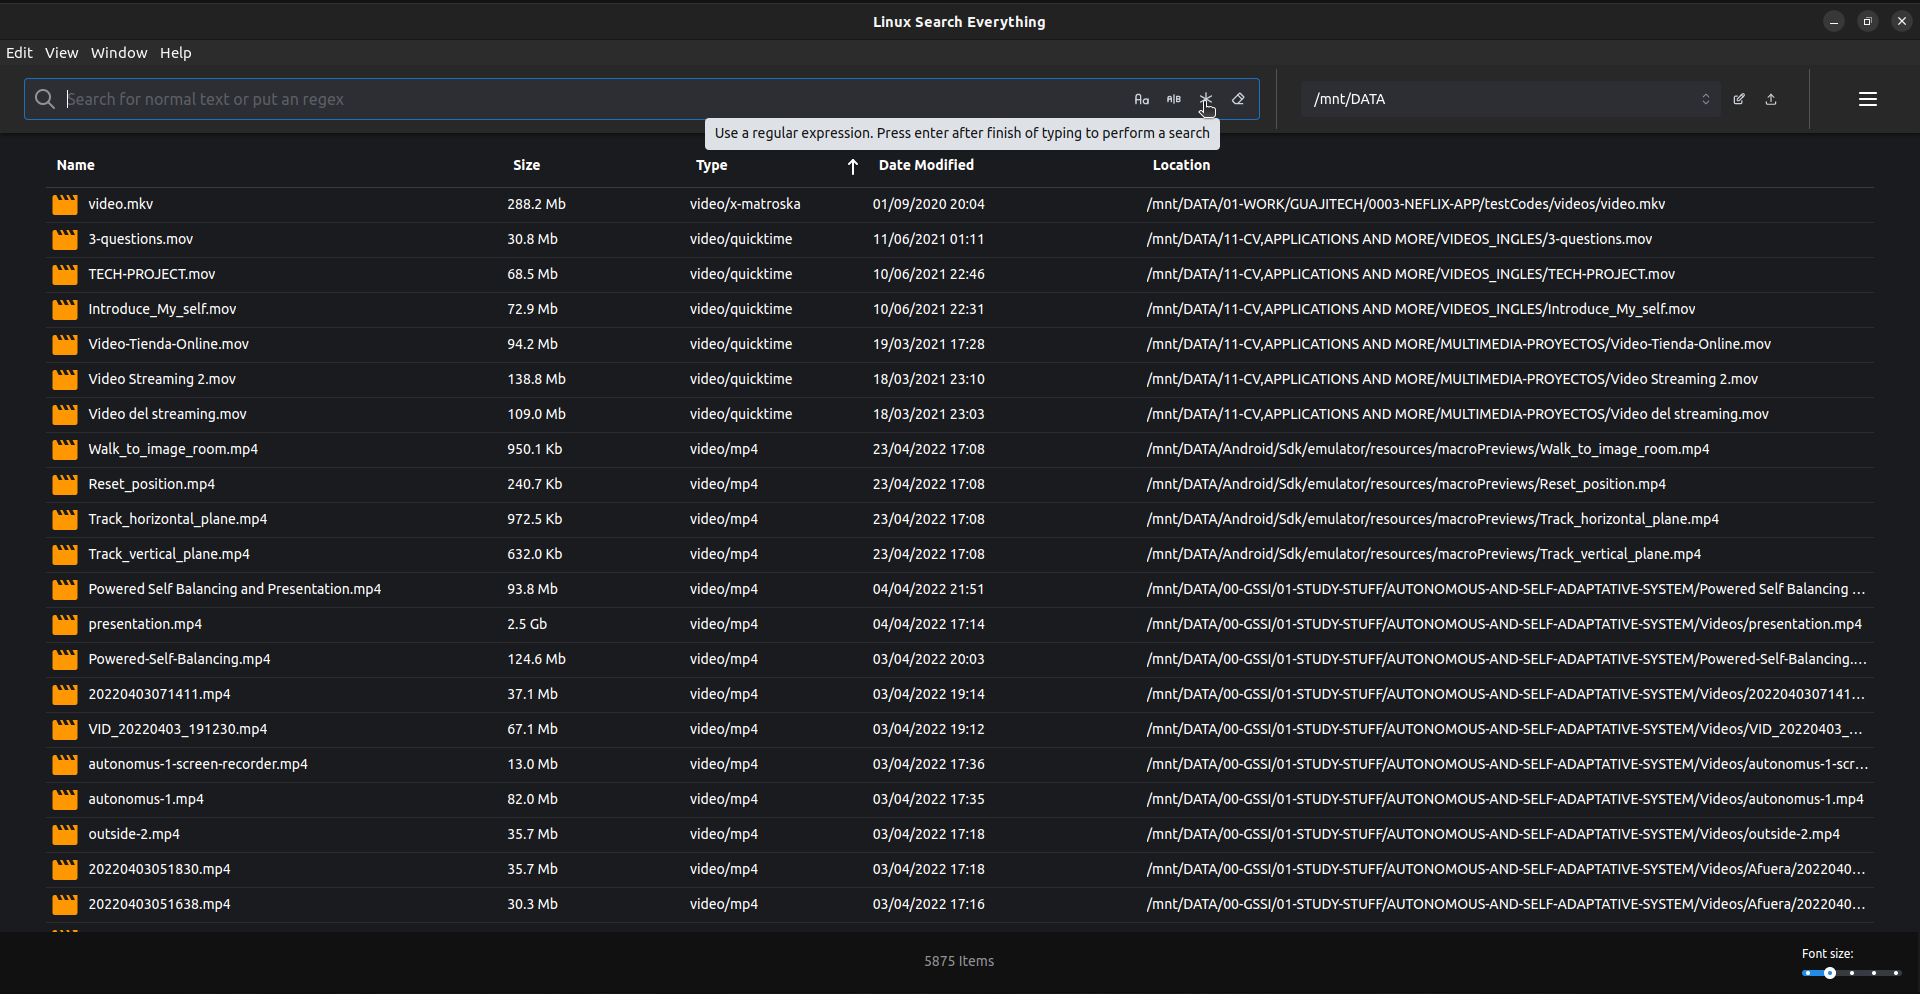 Linux Search Everything
Edit View Window Help
Search for normal text or put an regex Aa A|B /mnt/DATA
Use a regular expression. Press enter after finish of typing to perform a search
Name Size Type Date Modified Location
video.mkv 288.2 Mb video/x-matroska 01/09/2020 20:04 /mnt/DATA/01-WORK/GUAJITECH/0003-NEFLIX-APP/testCodes/videos/video.mkv
3-questions.mov 30.8 Mb video/quicktime 11/06/2021 01:11 /mnt/DATA/11-CV,APPLICATIONS AND MORE/VIDEOS_INGLES/3-questions.mov
TECH-PROJECT.mov 68.5 Mb video/quicktime 10/06/2021 22:46 /mnt/DATA/11-CV,APPLICATIONS AND MORE/VIDEOS_INGLES/TECH-PROJECT.mov
Introduce_My_self.mov 72.9 Mb video/quicktime 10/06/2021 22:31 /mnt/DATA/11-CV,APPLICATIONS AND MORE/VIDEOS_INGLES/Introduce_My_self.mov
Video-Tienda-Online.mov 94.2 Mb video/quicktime 19/03/2021 17:28 /mnt/DATA/11-CV,APPLICATIONS AND MORE/MULTIMEDIA-PROYECTOS/Video-Tienda-Online.mov
Video Streaming 2.mov 138.8 Mb video/quicktime 18/03/2021 23:10 /mnt/DATA/11-CV,APPLICATIONS AND MORE/MULTIMEDIA-PROYECTOS/Video Streaming 2.mov
Video del streaming.mov 109.0 Mb video/quicktime 18/03/2021 23:03 /mnt/DATA/11-CV,APPLICATIONS AND MORE/MULTIMEDIA-PROYECTOS/Video del streaming.mov
Walk_to_image_room.mp4 950.1 Kb video/mp4 23/04/2022 17:08 /mnt/DATA/Android/Sdk/emulator/resources/macroPreviews/Walk_to_image_room.mp4
Reset_position.mp4 240.7 Kb video/mp4 23/04/2022 17:08 /mnt/DATA/Android/Sdk/emulator/resources/macroPreviews/Reset_position.mp4
Track_horizontal_plane.mp4 972.5 Kb video/mp4 23/04/2022 17:08 /mnt/DATA/Android/Sdk/emulator/resources/macroPreviews/Track_horizontal_plane.mp4
Track_vertical_plane.mp4 632.0 Kb video/mp4 23/04/2022 17:08 /mnt/DATA/Android/Sdk/emulator/resources/macroPreviews/Track_vertical_plane.mp4
Powered Self Balancing and Presentation.mp4 93.8 Mb video/mp4 04/04/2022 21:51 /mnt/DATA/00-GSSI/01-STUDY-STUFF/AUTONOMOUS-AND-SELF-ADAPTATIVE-SYSTEM/Powered Self Balancing ...
presentation.mp4 2.5 Gb video/mp4 04/04/2022 17:14 /mnt/DATA/00-GSSI/01-STUDY-STUFF/AUTONOMOUS-AND-SELF-ADAPTATIVE-SYSTEM/Videos/presentation.mp4
Powered-Self-Balancing.mp4 124.6 Mb video/mp4 03/04/2022 20:03 /mnt/DATA/00-GSSI/01-STUDY-STUFF/AUTONOMOUS-AND-SELF-ADAPTATIVE-SYSTEM/Powered-Self-Balancing....
20220403071411.mp4 37.1 Mb video/mp4 03/04/2022 19:14 /mnt/DATA/00-GSSI/01-STUDY-STUFF/AUTONOMOUS-AND-SELF-ADAPTATIVE-SYSTEM/Videos/2022040307141...
VID_20220403_191230.mp4 67.1 Mb video/mp4 03/04/2022 19:12 /mnt/DATA/00-GSSI/01-STUDY-STUFF/AUTONOMOUS-AND-SELF-ADAPTATIVE-SYSTEM/Videos/VID_20220403_...
autonomus-1-screen-recorder.mp4 13.0 Mb video/mp4 03/04/2022 17:36 /mnt/DATA/00-GSSI/01-STUDY-STUFF/AUTONOMOUS-AND-SELF-ADAPTATIVE-SYSTEM/Videos/autonomus-1-scr...
autonomus-1.mp4 82.0 Mb video/mp4 03/04/2022 17:35 /mnt/DATA/00-GSSI/01-STUDY-STUFF/AUTONOMOUS-AND-SELF-ADAPTATIVE-SYSTEM/Videos/autonomus-1.mp4
outside-2.mp4 35.7 Mb video/mp4 03/04/2022 17:18 /mnt/DATA/00-GSSI/01-STUDY-STUFF/AUTONOMOUS-AND-SELF-ADAPTATIVE-SYSTEM/Videos/outside-2.mp4
20220403051830.mp4 35.7 Mb video/mp4 03/04/2022 17:18 /mnt/DATA/00-GSSI/01-STUDY-STUFF/AUTONOMOUS-AND-SELF-ADAPTATIVE-SYSTEM/Videos/Afuera/2022040...
20220403051638.mp4 30.3 Mb video/mp4 03/04/2022 17:16 /mnt/DATA/00-GSSI/01-STUDY-STUFF/AUTONOMOUS-AND-SELF-ADAPTATIVE-SYSTEM/Videos/Afuera/2022040...
5875 Items
Font size: